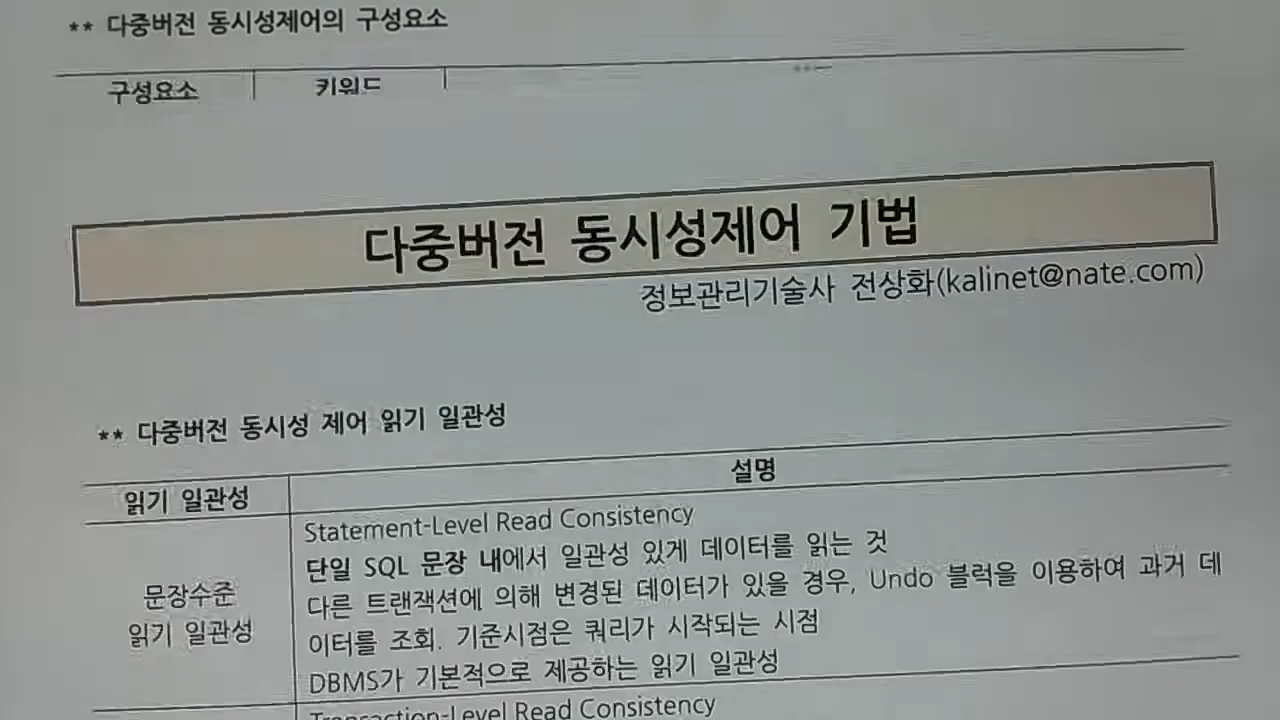 ** 다중버전 동시성제어의 구성요소
구성요소 키워드
다중버전 동시성제어 기법
정보관리기술사 전상화(kalinet@nate.com)
** 다중버전 동시성 제어 읽기 일관성
읽기 일관성 설명
문장수준
읽기 일관성
Statement-Level Read Consistency
단일 SQL 문장 내에서 일관성 있게 데이터를 읽는 것
다른 트랜잭션에 의해 변경된 데이터가 있을 경우, Undo 블럭을 이용하여 과거 데
이터를 조회. 기준시점은 쿼리가 시작되는 시점
DBMS가 기본적으로 제공하는 읽기 일관성
Transaction-Level Read Consistency